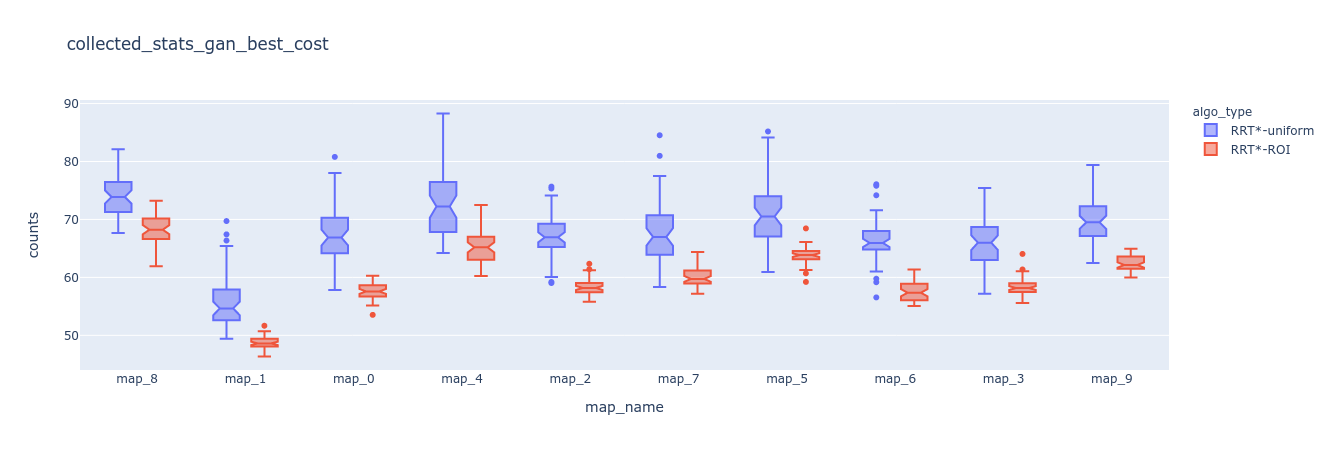 collected_stats_gan_best_cost
algo_type
RRT*-uniform
RRT*-ROI
counts
90
80
70
60
50
map_8 map_1 map_0 map_4 map_2 map_7 map_5 map_6 map_3 map_9
map_name